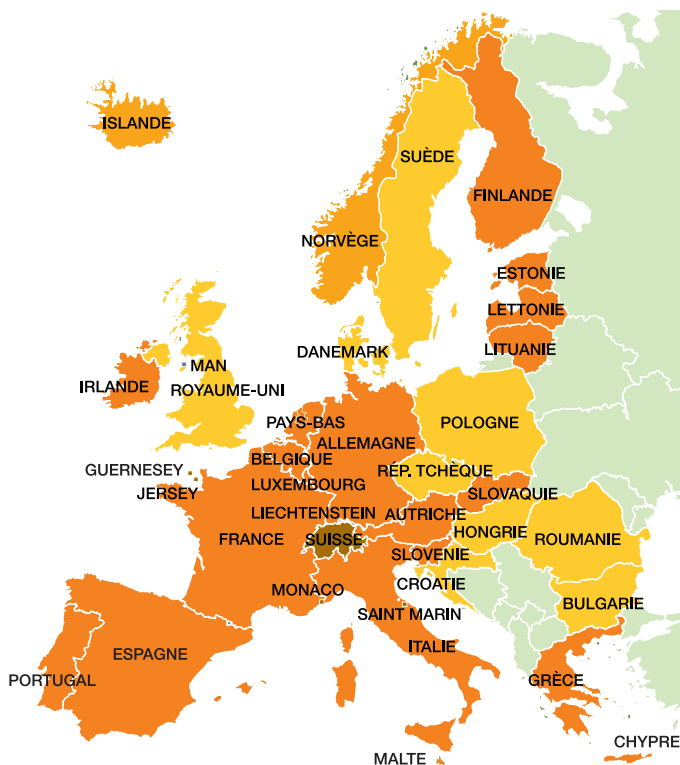 ISLANDE
SUÈDE
FINLANDE
NORVÈGE
ESTONIE
LETTONIE
DANEMARK
LITUANIE
MAN
IRLANDE
ROYAUME-UNI
PAYS-BAS
POLOGNE
ALLEMAGNE
BELGIQUE
GUERNESEY
RÉP. TCHÈQUE
JERSEY
LUXEMBOURG
SLOVAQUIE
LIECHTENSTEIN
AUTRICHE
FRANCE
SUISSE
HONGRIE
ROUMANIE
SLOVENIE
CROATIE
MONACO
BULGARIE
SAINT MARIN
ESPAGNE
ITALIE
PORTUGAL
GRÈCE
CHYPRE
MALTE